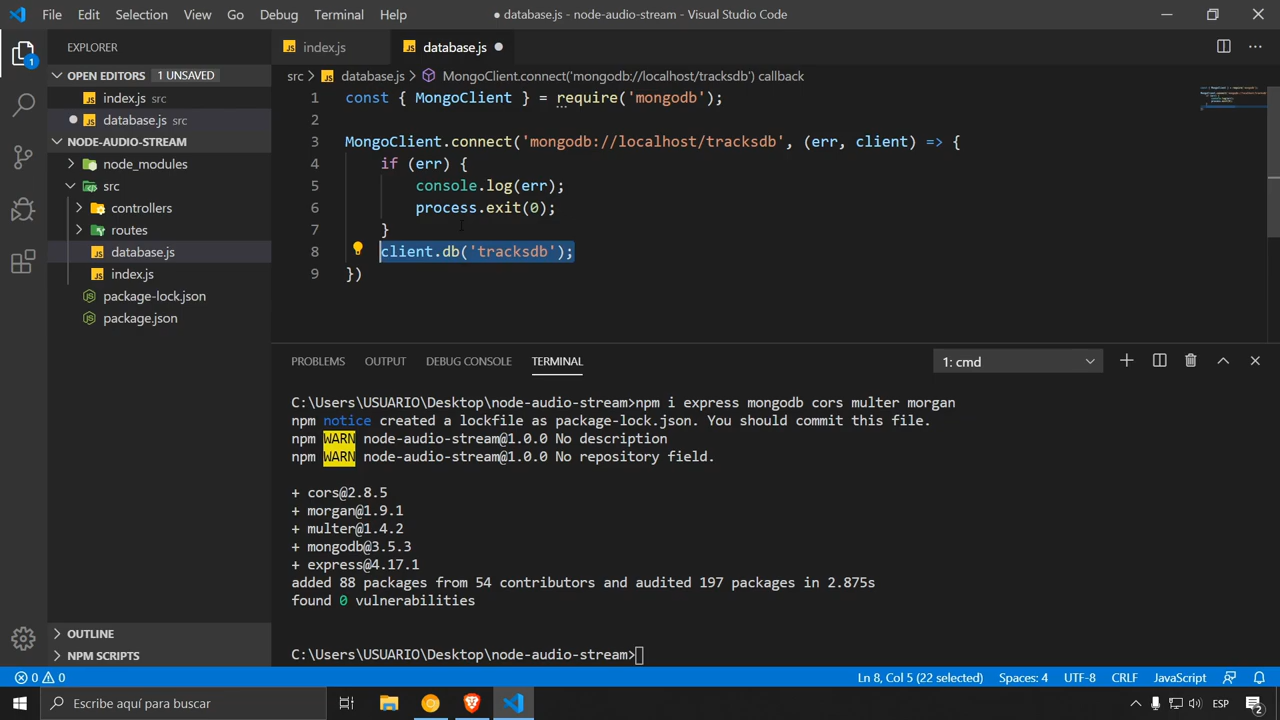 File Edit Selection View Go Debug Terminal Help
● database.js - node-audio-stream - Visual Studio Code
EXPLORER
OPEN EDITORS 1 UNSAVED
JS index.js src
● JS database.js src
NODE-AUDIO-STREAM
node_modules
src
controllers
routes
JS database.js
JS index.js
package-lock.json
package.json
OUTLINE
NPM SCRIPTS
1
JS index.js
JS database.js ●
src > JS database.js > MongoClient.connect('mongodb://localhost/tracksdb') callback
1 const { MongoClient } = require('mongodb');
2
3 MongoClient.connect('mongodb://localhost/tracksdb', (err, client) => {
4 if (err) {
5 console.log(err);
6 process.exit(0);
7 }
8 client.db('tracksdb');
9 })
PROBLEMS OUTPUT DEBUG CONSOLE TERMINAL
1: cmd
C:\Users\USUARIO\Desktop\node-audio-stream>npm i express mongodb cors multer morgan
npm notice created a lockfile as package-lock.json. You should commit this file.
npm WARN node-audio-stream@1.0.0 No description
npm WARN node-audio-stream@1.0.0 No repository field.
+ cors@2.8.5
+ morgan@1.9.1
+ multer@1.4.2
+ mongodb@3.5.3
+ express@4.17.1
added 88 packages from 54 contributors and audited 197 packages in 2.875s
found 0 vulnerabilities
C:\Users\USUARIO\Desktop\node-audio-stream>
0 0
Ln 8, Col 5 (22 selected) Spaces: 4 UTF-8 CRLF JavaScript
Escribe aquí para buscar
ESP
2